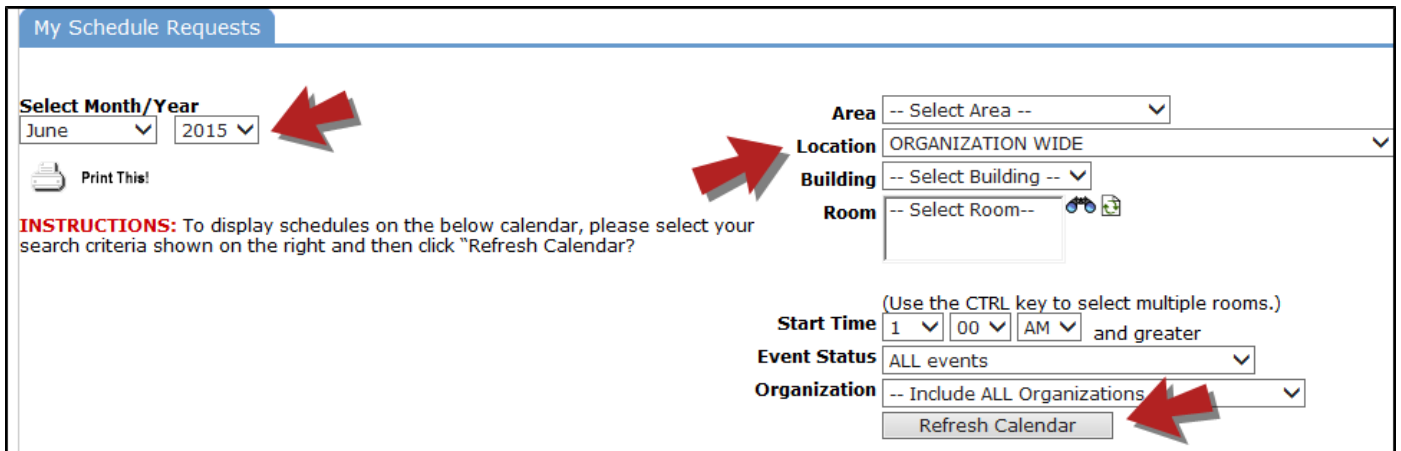 My Schedule Requests
Select Month/Year
June 2015
Print This!
INSTRUCTIONS: To display schedules on the below calendar, please select your
search criteria shown on the right and then click “Refresh Calendar?
Area -- Select Area --
Location ORGANIZATION WIDE
Building -- Select Building --
Room -- Select Room--
(Use the CTRL key to select multiple rooms.)
Start Time 1 00 AM and greater
Event Status ALL events
Organization -- Include ALL Organizations
Refresh Calendar